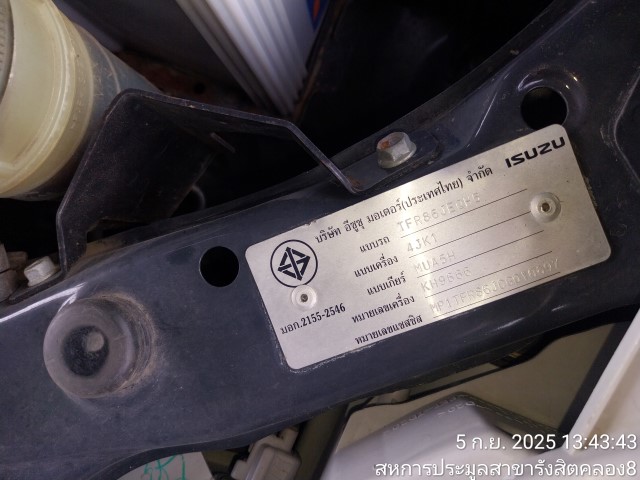 ISUZU
บริษัท อีซูซุ มอเตอร์(ประเทศไทย) จำกัด
แบบรถ
แบบเครื่อง 4JK1
แบบเกียร์ MUA5H
หมายเลขเครื่อง KH9886
หมายเลขแชสซิส
มอก.2155-2546
5 ก.ย. 2025 13:43:43
สหการประมูลสาขารังสิตคลอง8